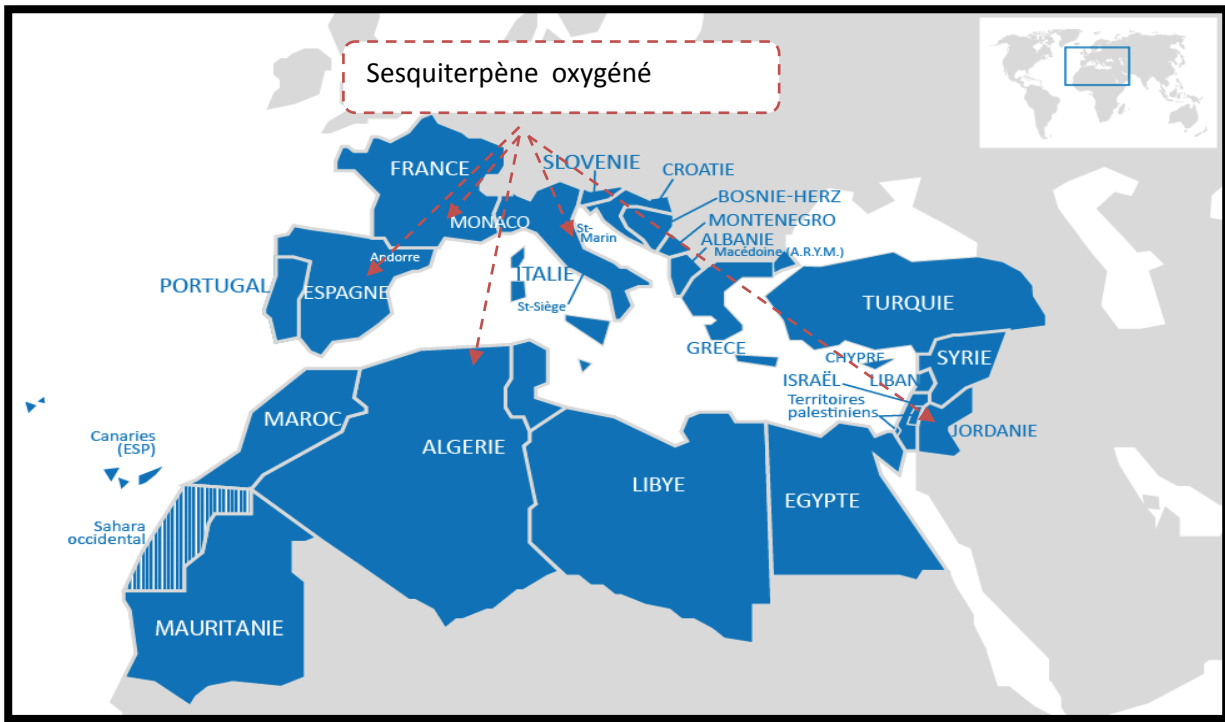 Sesquiterpène oxygéné
FRANCE
SLOVENIE
CROATIE
BOSNIE-HERZ
MONACO
MONTENEGRO
St-
Marin
ALBANIE
Macédoine (A.R.Y.M.)
Andorre
PORTUGAL
ESPAGNE
ITALIE
St-Siège
TURQUIE
GRECE
CHYPRE
SYRIE
ISRAËL
LIBAN
Territoires
palestiniens
JORDANIE
MAROC
Canaries
(ESP)
ALGERIE
LIBYE
EGYPTE
Sahara
occidental
MAURITANIE